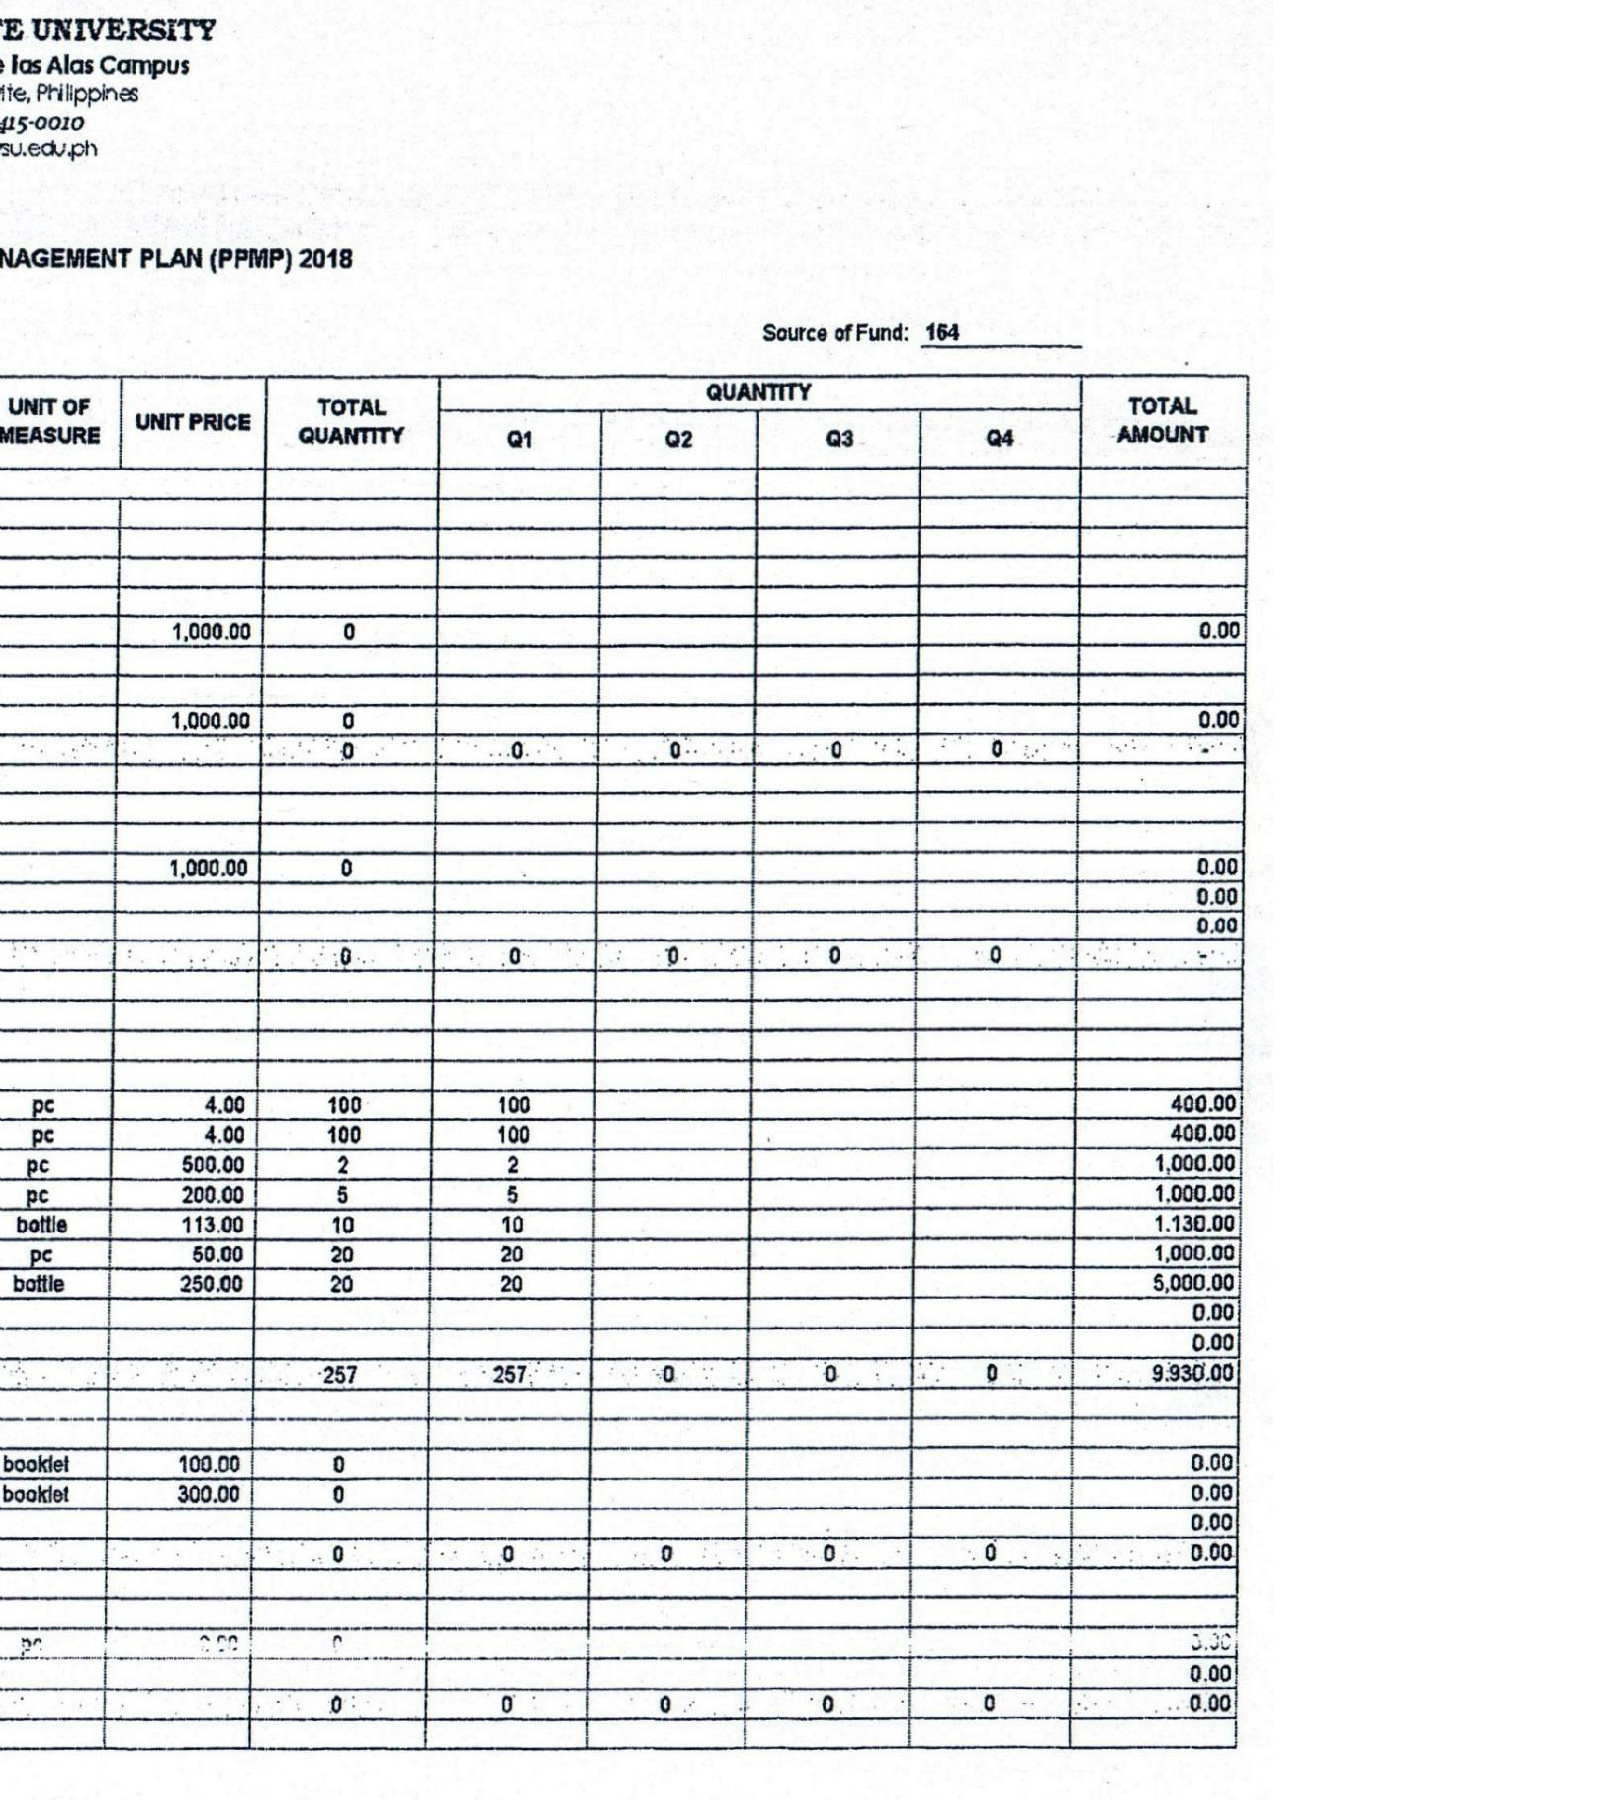 E UNIVERSITY
e las Alas Campus
ite, Philippines
415-0010
su.edu.ph
NAGEMENT PLAN (PPMP) 2018
Source of Fund: 164
UNIT OF MEASURE UNIT PRICE TOTAL QUANTITY QUANTITY TOTAL AMOUNT
Q1 Q2 Q3 Q4
1,000.00 0 0.00
1,000.00 0 0.00
0 0 0 0 0 -
1,000.00 0 0.00
0.00
0.00
0 0 0 0 0 -
pc 4.00 100 100 400.00
pc 4.00 100 100 400.00
pc 500.00 2 2 1,000.00
pc 200.00 5 5 1,000.00
bottle 113.00 10 10 1.130.00
pc 50.00 20 20 1,000.00
bottle 250.00 20 20 5,000.00
0.00
0.00
257 257 0 0 0 9.930.00
booklet 100.00 0 0.00
booklet 300.00 0 0.00
0.00
0 0 0 0 0 0.00
pc
0.00
0 0 0 0 0 0.00